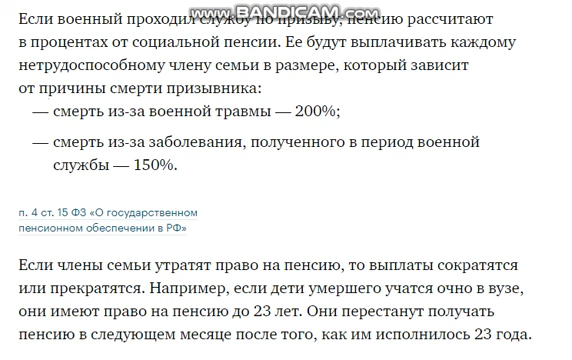 www.BANDICAM.com
Если военный проходил службу по призыву, пенсию рассчитают
в процентах от социальной пенсии. Ее будут выплачивать каждому
нетрудоспособному члену семьи в размере, который зависит
от причины смерти призывника:
— смерть из-за военной травмы — 200%;
— смерть из-за заболевания, полученного в период военной
службы — 150%.
п. 4 ст. 15 ФЗ «О государственном
пенсионном обеспечении в РФ»
Если члены семьи утратят право на пенсию, то выплаты сократятся
или прекратятся. Например, если дети умершего учатся очно в вузе,
они имеют право на пенсию до 23 лет. Они перестанут получать
пенсию в следующем месяце после того, как им исполнилось 23 года.